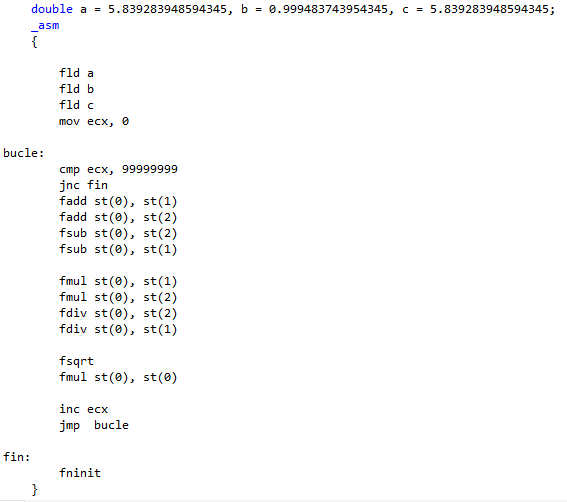 double a = 5.839283948594345, b = 0.999483743954345, c = 5.839283948594345;
_asm
{
fld a
fld b
fld c
mov ecx, 0
bucle:
cmp ecx, 99999999
jnc fin
fadd st(0), st(1)
fadd st(0), st(2)
fsub st(0), st(2)
fsub st(0), st(1)
fmul st(0), st(1)
fmul st(0), st(2)
fdiv st(0), st(2)
fdiv st(0), st(1)
fsqrt
fmul st(0), st(0)
inc ecx
jmp  bucle
fin:
fninit
}